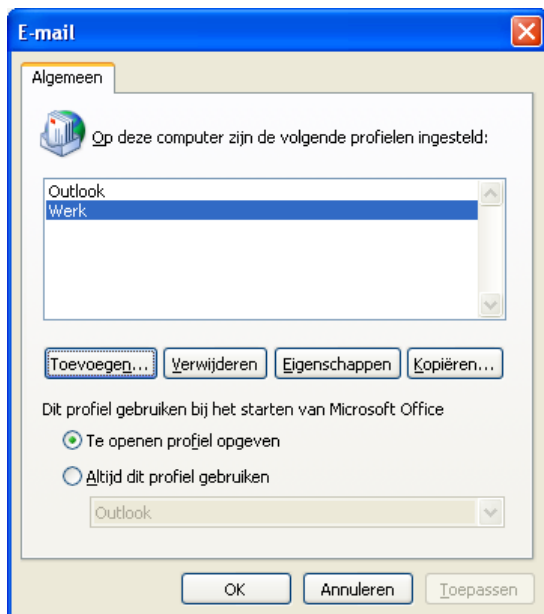 E-mail
Algemeen
Op deze computer zijn de volgende profielen ingesteld:
Outlook
Werk
Toevoegen... Verwijderen Eigenschappen Kopiëren...
Dit profiel gebruiken bij het starten van Microsoft Office
Te openen profiel opgeven
Altijd dit profiel gebruiken
Outlook
OK Annuleren Toepassen